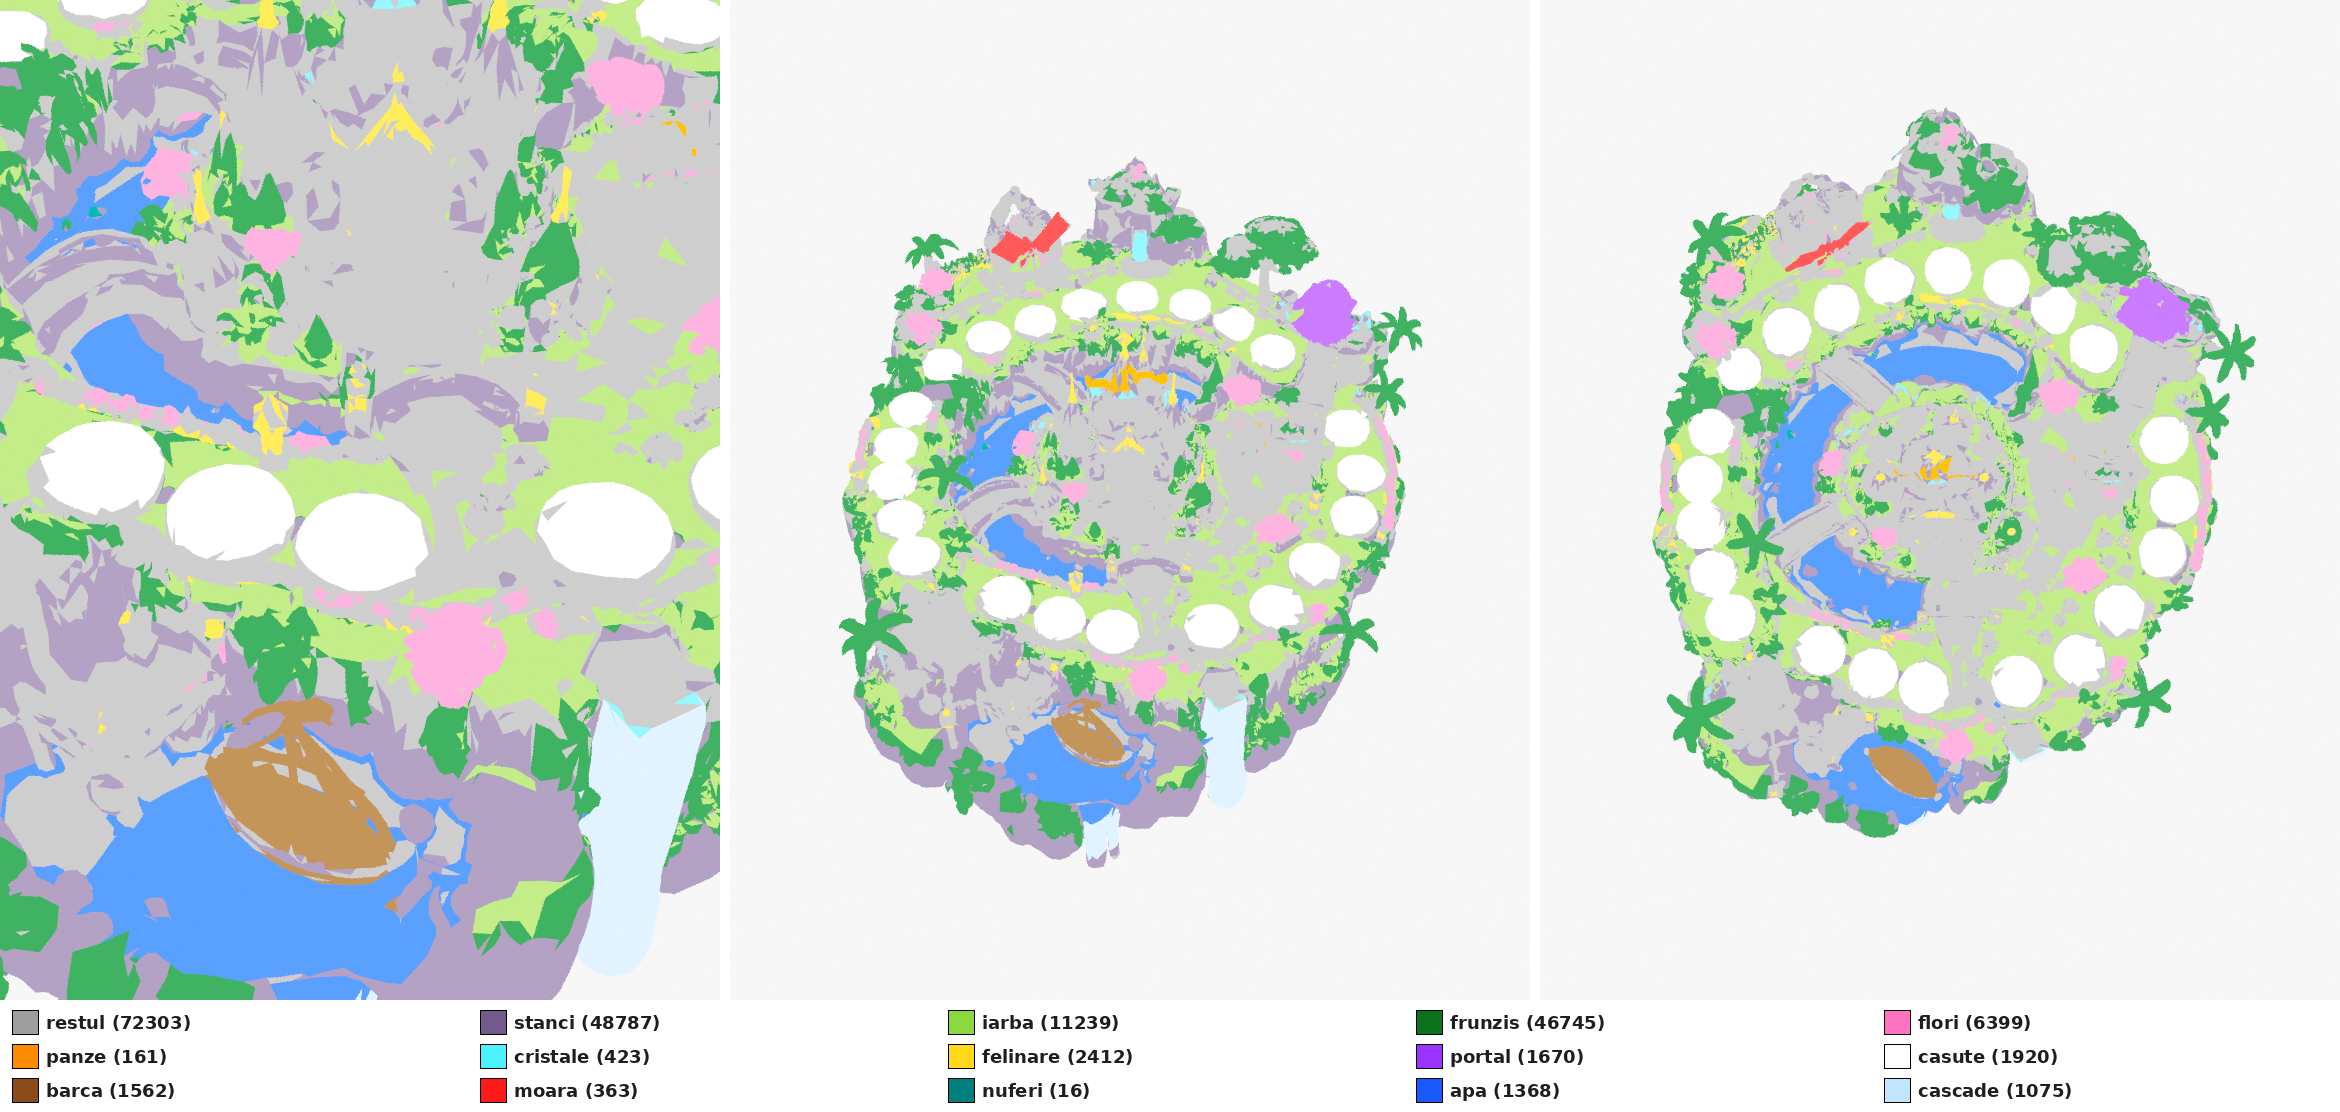 restul (72303) stanci (48787) iarba (11239) frunzis (46745) flori (6399)
panze (161) cristale (423) felinare (2412) portal (1670) casute (1920)
barca (1562) moara (363) nuferi (16) apa (1368) cascade (1075)